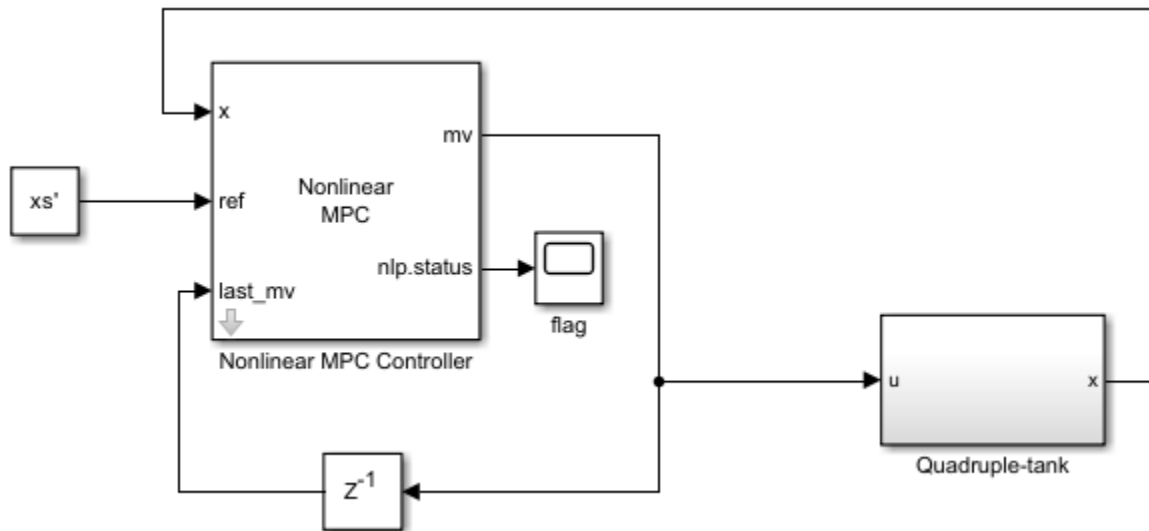 x
mv
Nonlinear
MPC
xs'
ref
nlp.status
last_mv
flag
Nonlinear MPC Controller
u
x
Quadruple-tank
Z-1